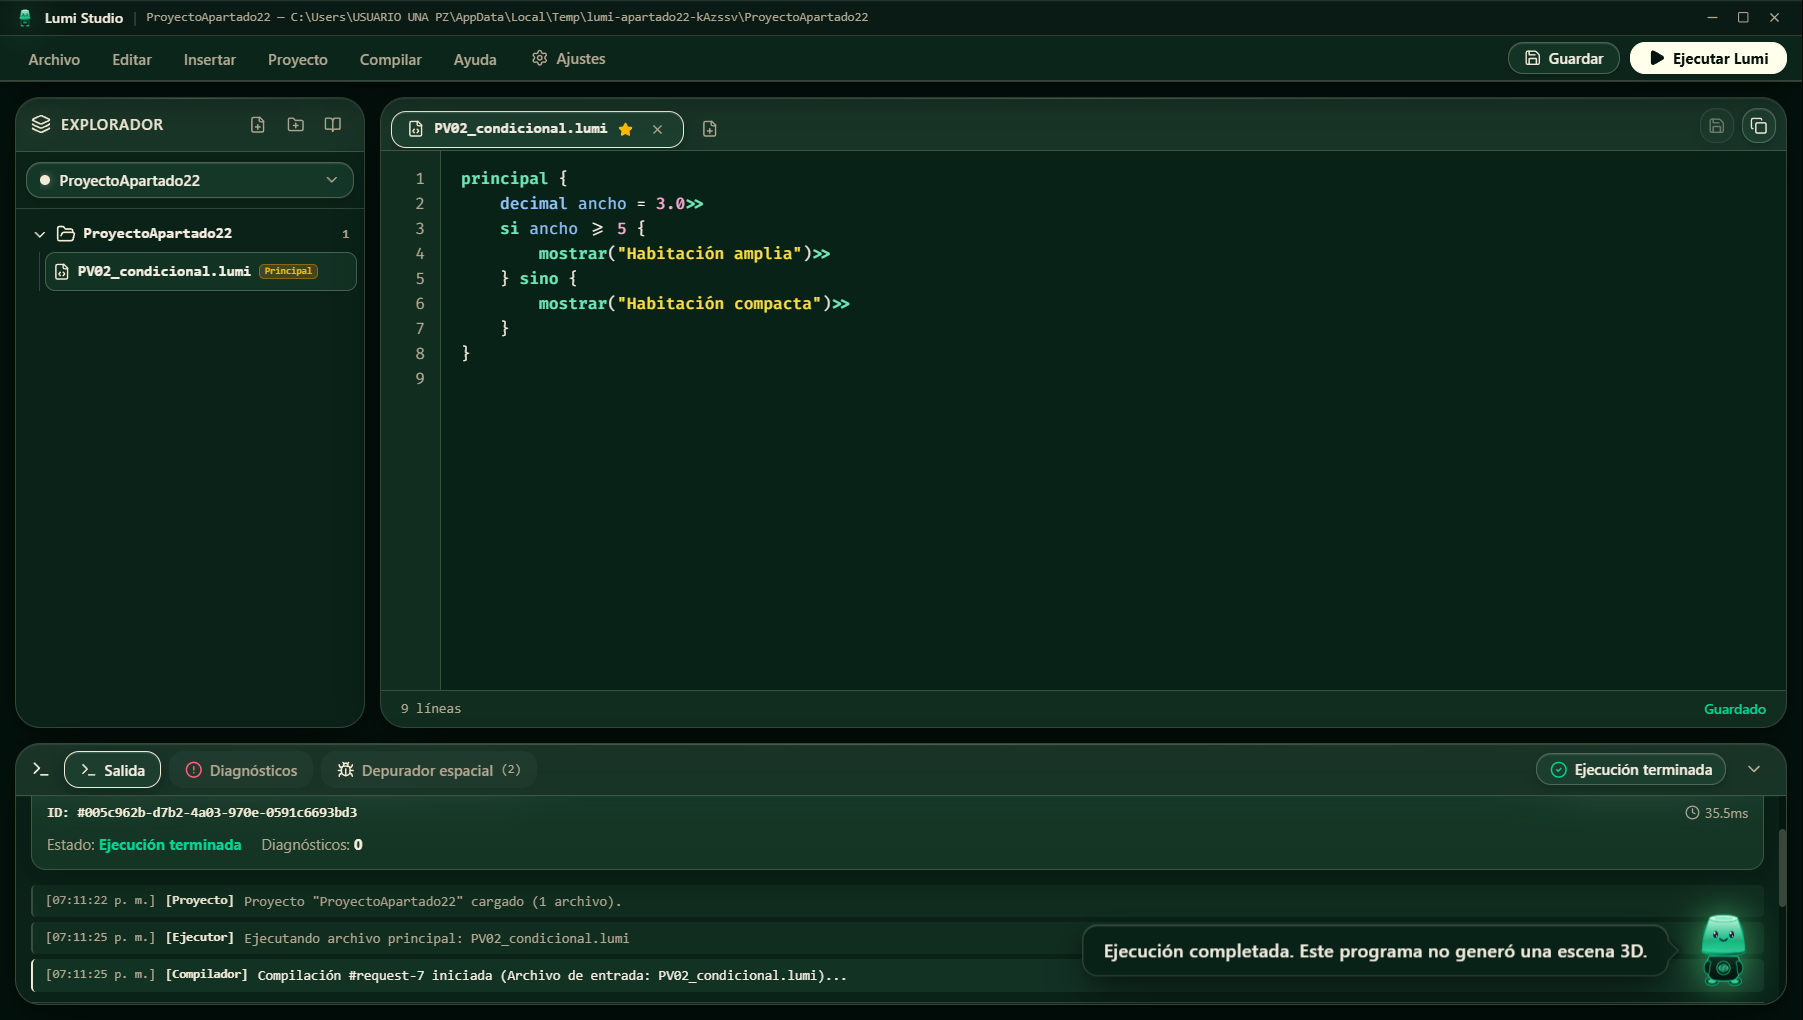 Lumi Studio | ProyectoApartado22 — C:\Users\USUARIO UNA PZ\AppData\Local\Temp\lumi-apartado22-kAzssv\ProyectoApartado22
Archivo Editar Insertar Proyecto Compilar Ayuda Ajustes Guardar Ejecutar Lumi
EXPLORADOR
ProyectoApartado22
ProyectoApartado22 1
PV02_condicional.lumi Principal
PV02_condicional.lumi
1 principal {
2 decimal ancho = 3.0>>
3 si ancho >= 5 {
4 mostrar("Habitación amplia")>>
5 } sino {
6 mostrar("Habitación compacta")>>
7 }
8 }
9
9 líneas Guardado
Salida Diagnósticos Depurador espacial (2) Ejecución terminada
ID: #005c962b-d7b2-4a03-970e-0591c6693bd3 35.5ms
Estado: Ejecución terminada Diagnósticos: 0
[07:11:22 p. m.] [Proyecto] Proyecto "ProyectoApartado22" cargado (1 archivo).
[07:11:25 p. m.] [Ejecutor] Ejecutando archivo principal: PV02_condicional.lumi
[07:11:25 p. m.] [Compilador] Compilación #request-7 iniciada (Archivo de entrada: PV02_condicional.lumi)...
Ejecución completada. Este programa no generó una escena 3D.